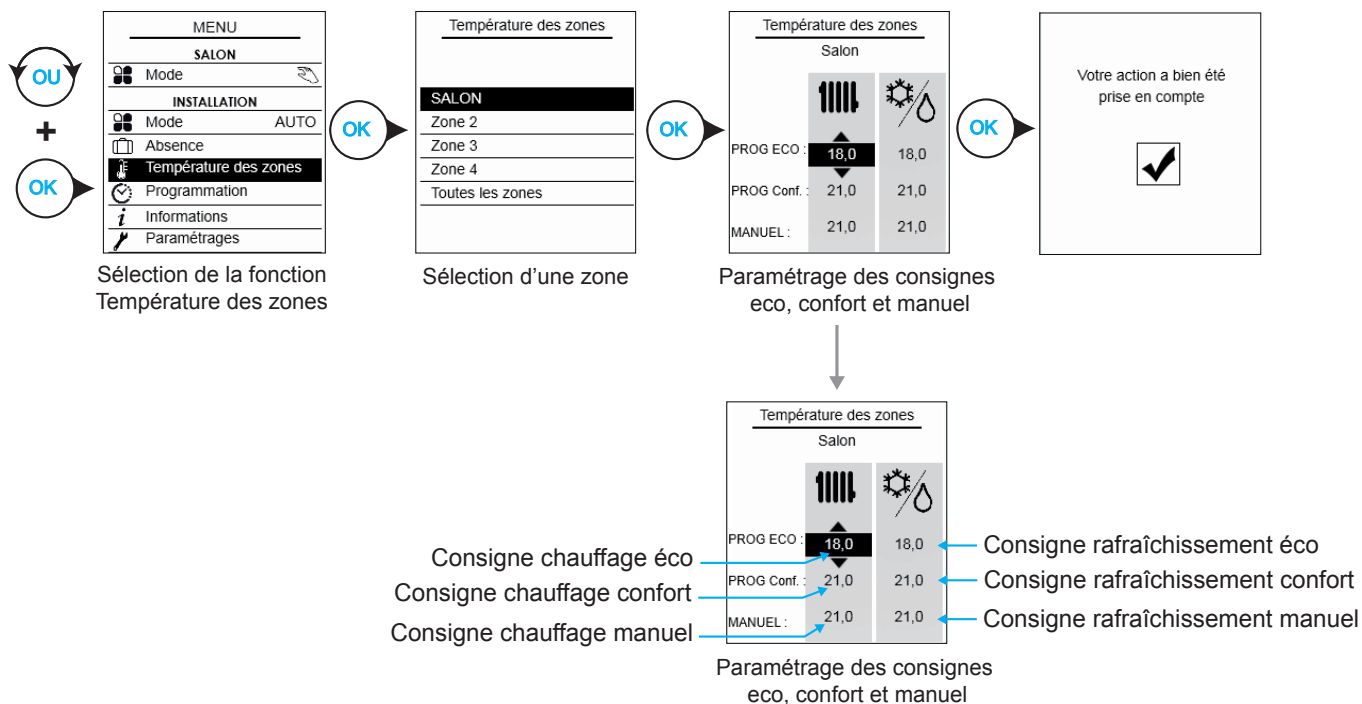 OU
+
OK
MENU
SALON
Mode
INSTALLATION
Mode AUTO
Absence
Température des zones
Programmation
i Informations
Paramétrages
Sélection de la fonction
Température des zones
OK
Température des zones
SALON
Zone 2
Zone 3
Zone 4
Toutes les zones
Sélection d'une zone
OK
Température des zones
Salon
PROG ECO : 18,0 18,0
PROG Conf. : 21,0 21,0
MANUEL : 21,0 21,0
Paramétrage des consignes
eco, confort et manuel
OK
Votre action a bien été
prise en compte
Température des zones
Salon
PROG ECO : 18,0 18,0
PROG Conf. : 21,0 21,0
MANUEL : 21,0 21,0
Consigne chauffage éco
Consigne chauffage confort
Consigne chauffage manuel
Consigne rafraîchissement éco
Consigne rafraîchissement confort
Consigne rafraîchissement manuel
Paramétrage des consignes
eco, confort et manuel